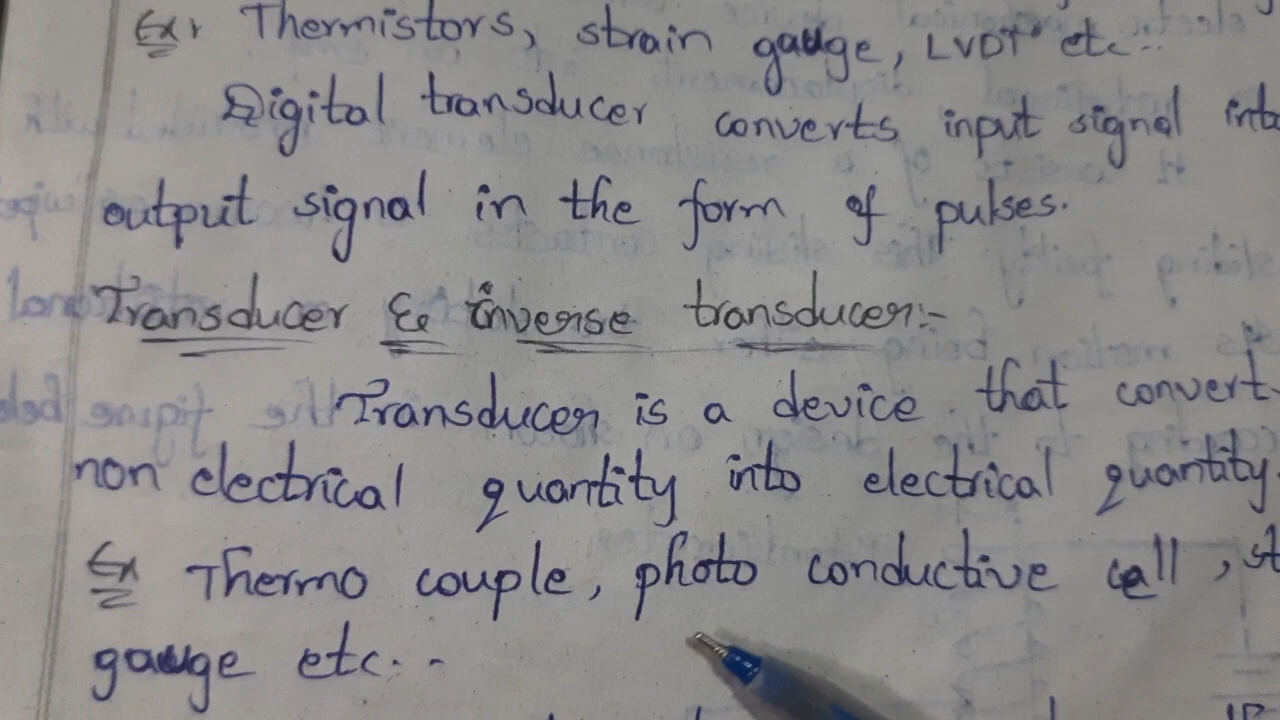 Ex: Thermistors, strain gauge, LVDT etc..
Digital transducer converts input signal into
output signal in the form of pulses.
Transducer & inverse transducer:-
Transducer is a device that convert
non electrical quantity into electrical quantity.
Ex Thermo couple, photo conductive cell, st
gauge etc..-